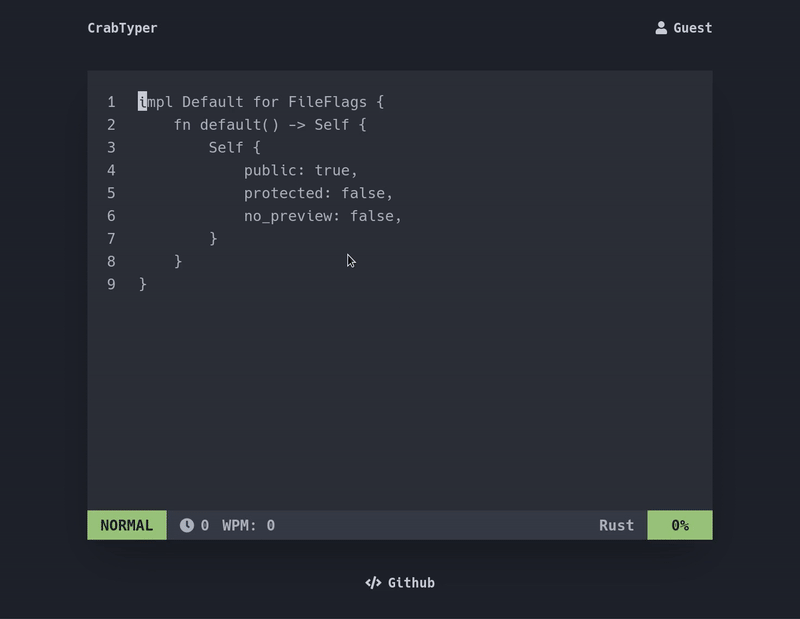 CrabTyper Guest
1 impl Default for FileFlags {
2     fn default() -> Self {
3         Self {
4             public: true,
5             protected: false,
6             no_preview: false,
7         }
8     }
9 }
NORMAL 0 WPM: 0 Rust 0%
</> Github